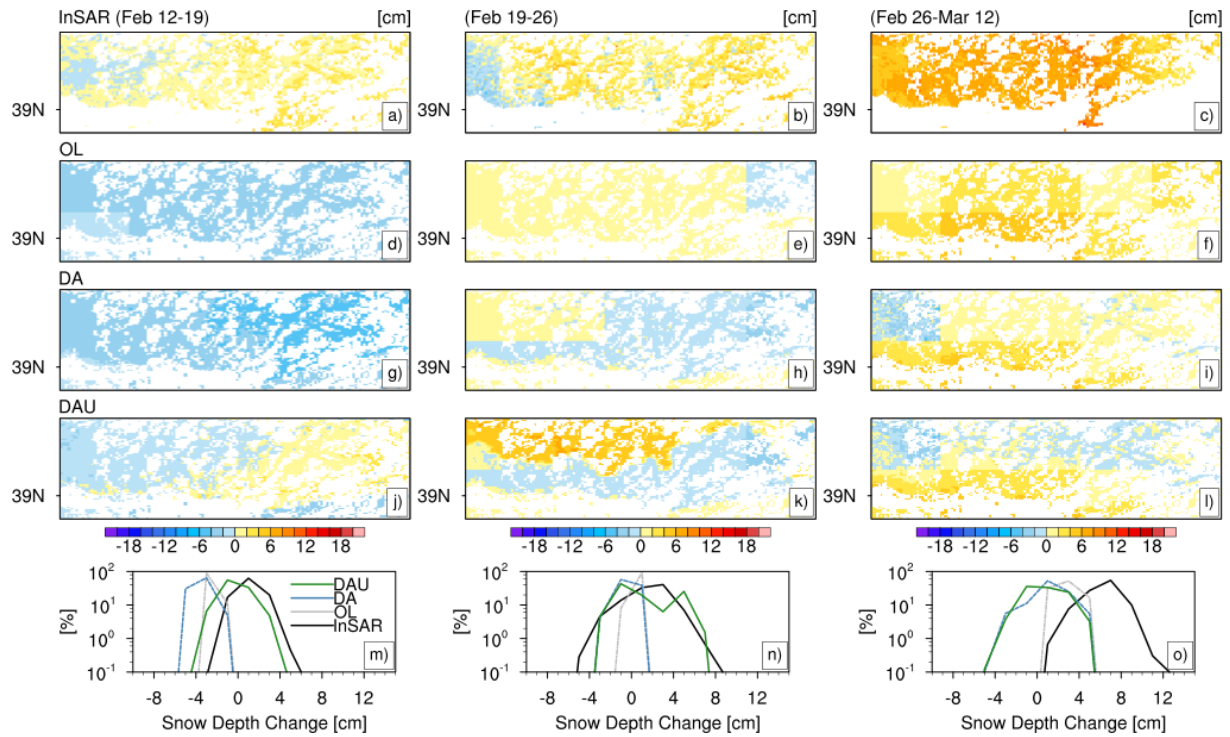 InSAR (Feb 12-19) [cm] (Feb 19-26) [cm] (Feb 26-Mar 12) [cm]
39N a) 39N b) 39N c)
OL
39N d) 39N e) 39N f)
DA
39N g) 39N h) 39N i)
DAU
39N j) 39N k) 39N l)
-18 -12 -6 0 6 12 18 -18 -12 -6 0 6 12 18 -18 -12 -6 0 6 12 18
10^2 10^2 10^2
DAU
10^1 10^1 10^1
DA
[%] [%] [%]
10^0 OL 10^0 10^0
InSAR
m) n) o)
10^-1 10^-1 10^-1
-8 -4 0 4 8 12 -8 -4 0 4 8 12 -8 -4 0 4 8 12
Snow Depth Change [cm] Snow Depth Change [cm] Snow Depth Change [cm]